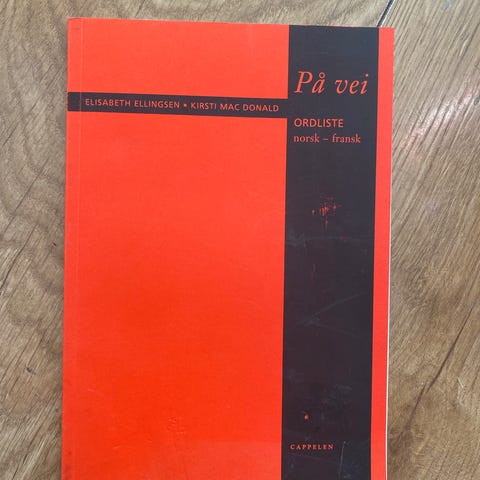 På vei
ELISABETH ELLINGSEN • KIRSTI MAC DONALD
ORDLISTE
norsk – fransk
CAPPELEN